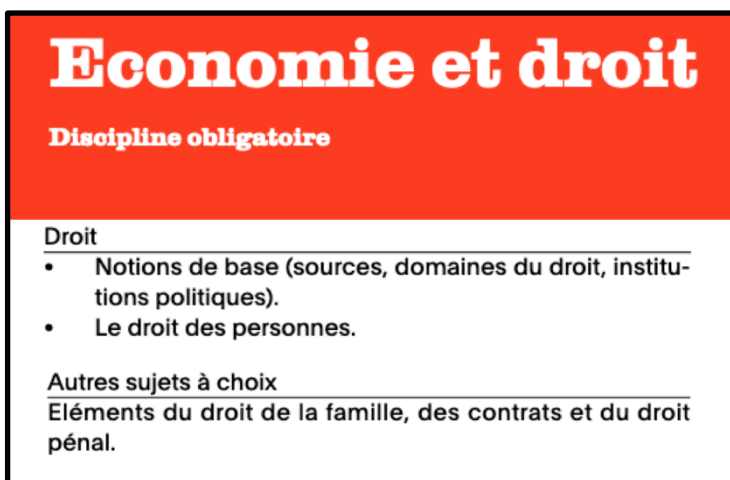 Economie et droit
Discipline obligatoire
Droit
• Notions de base (sources, domaines du droit, institu-
tions politiques).
• Le droit des personnes.
Autres sujets à choix
Eléments du droit de la famille, des contrats et du droit
pénal.